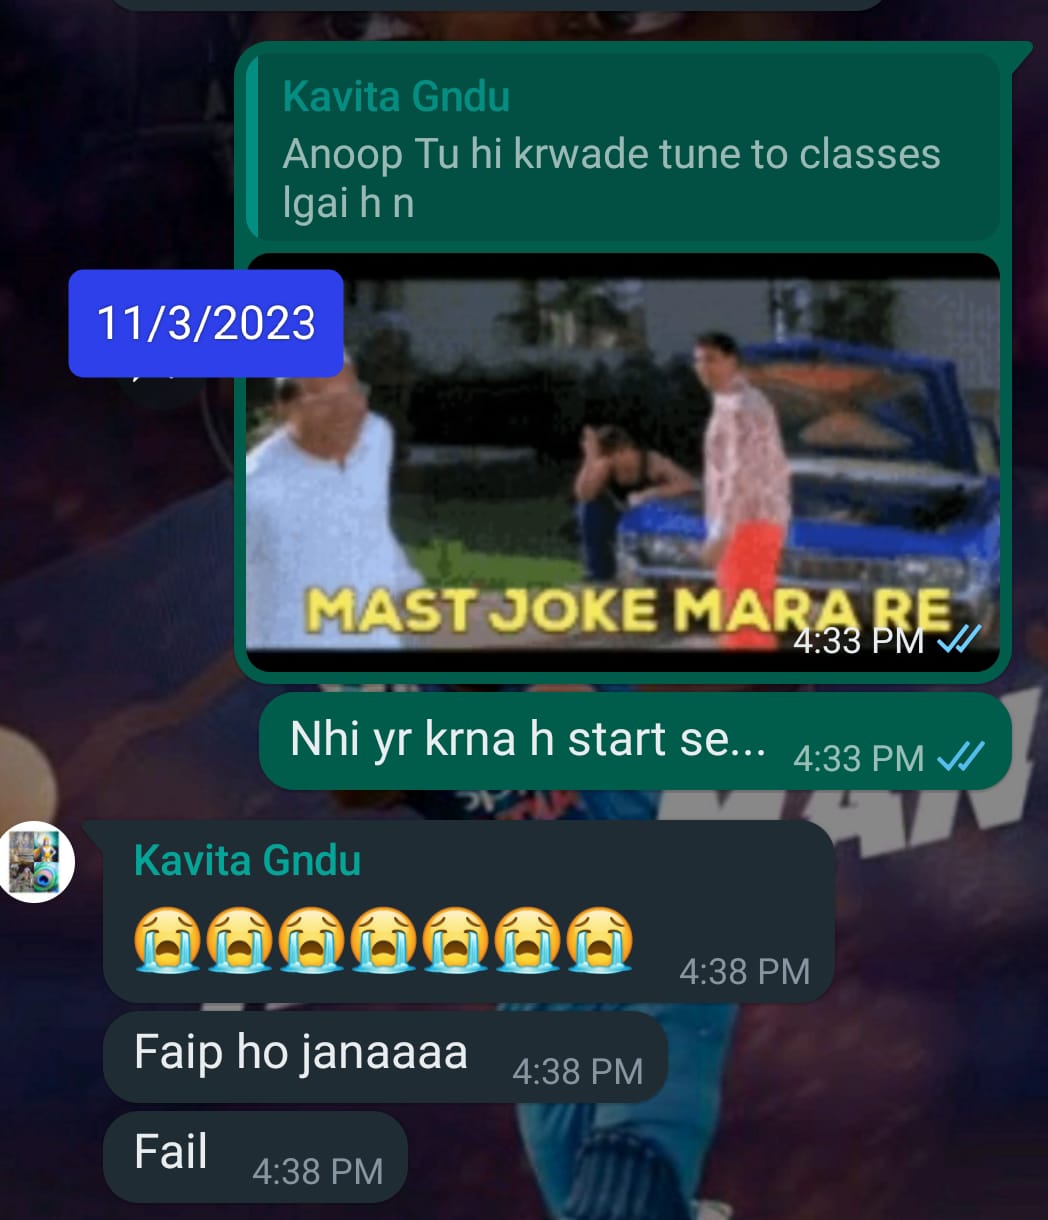 Kavita Gndu
Anoop Tu hi krwade tune to classes
lgai h n
11/3/2023
MAST JOKE MARA RE
4:33 PM
Nhi yr krna h start se...
4:33 PM
Kavita Gndu
😭😭😭😭😭😭😭
4:38 PM
Faip ho janaaaa
4:38 PM
Fail
4:38 PM